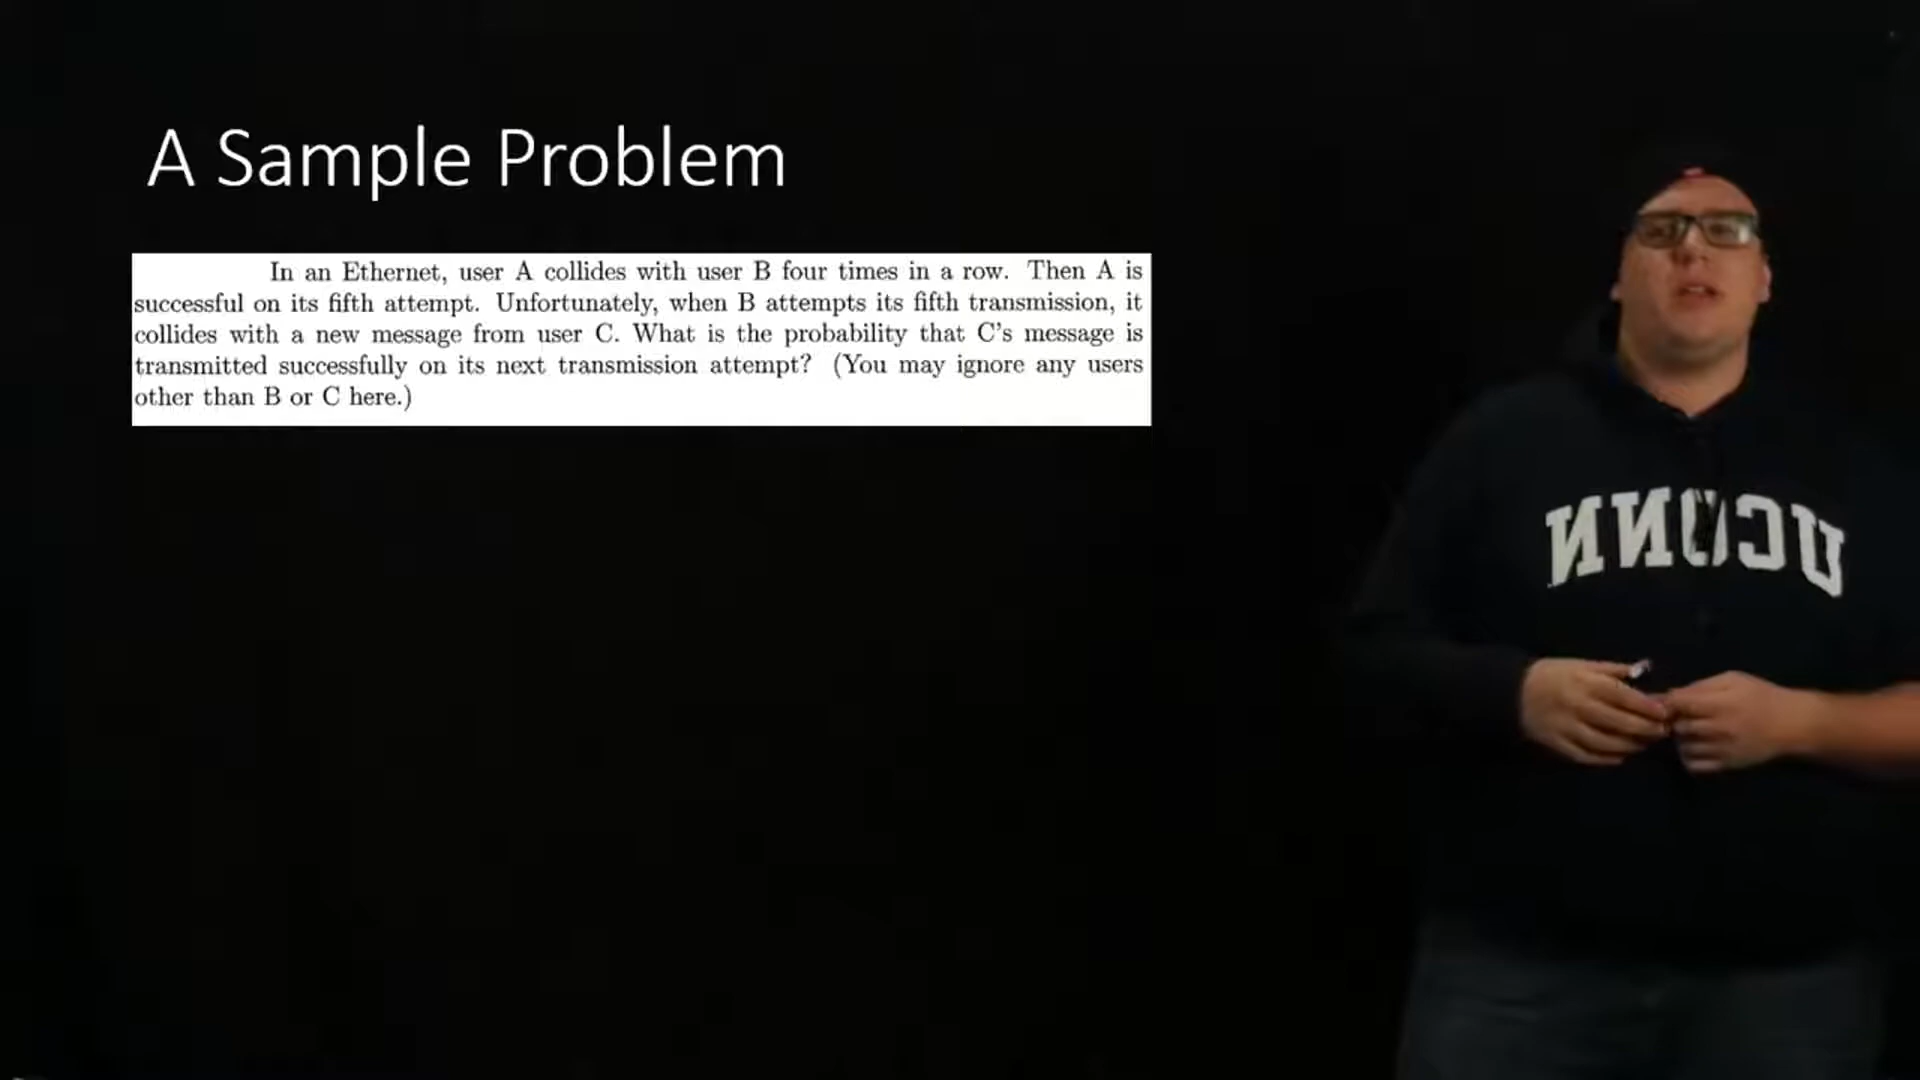 A Sample Problem
In an Ethernet, user A collides with user B four times in a row. Then A is
successful on its fifth attempt. Unfortunately, when B attempts its fifth transmission, it
collides with a new message from user C. What is the probability that C's message is
transmitted successfully on its next transmission attempt? (You may ignore any users
other than B or C here.)
UCONN